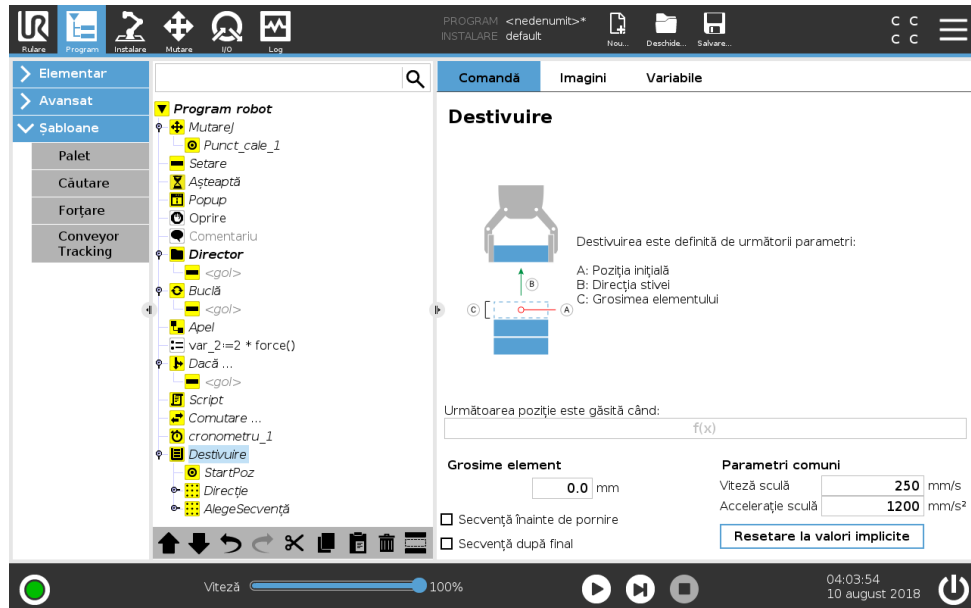 UR
Rulare
Program
Instalare
Mutare
I/O
Log
PROGRAM <nedenumit>*
INSTALARE default
Nou...
Deschide...
Salvare...
C C
C C
Elementar
Avansat
Șabloane
Palet
Căutare
Forțare
Conveyor
Tracking
Program robot
MutareJ
Punct_cale_1
Setare
Așteaptă
Popup
Oprire
Comentariu
Director
<gol>
Buclă
<gol>
Apel
var_2:=2 * force()
Dacă ...
<gol>
Script
Comutare ...
cronometru_1
Destivuire
StartPoz
Direcție
AlegeSecvență
Comandă
Imagini
Variabile
Destivuire
Destivuirea este definită de următorii parametri:
A: Poziția inițială
B: Direcția stivei
C: Grosimea elementului
B
C
A
Următoarea poziție este găsită când:
f(x)
Grosime element
0.0 mm
Secvență înainte de pornire
Secvență după final
Parametri comuni
Viteză sculă 250 mm/s
Accelerație sculă 1200 mm/s²
Resetare la valori implicite
Viteză 100%
04:03:54
10 august 2018